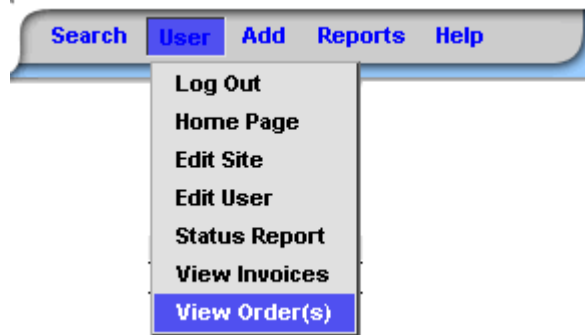 Search User Add Reports Help
Log Out
Home Page
Edit Site
Edit User
Status Report
View Invoices
View Order(s)